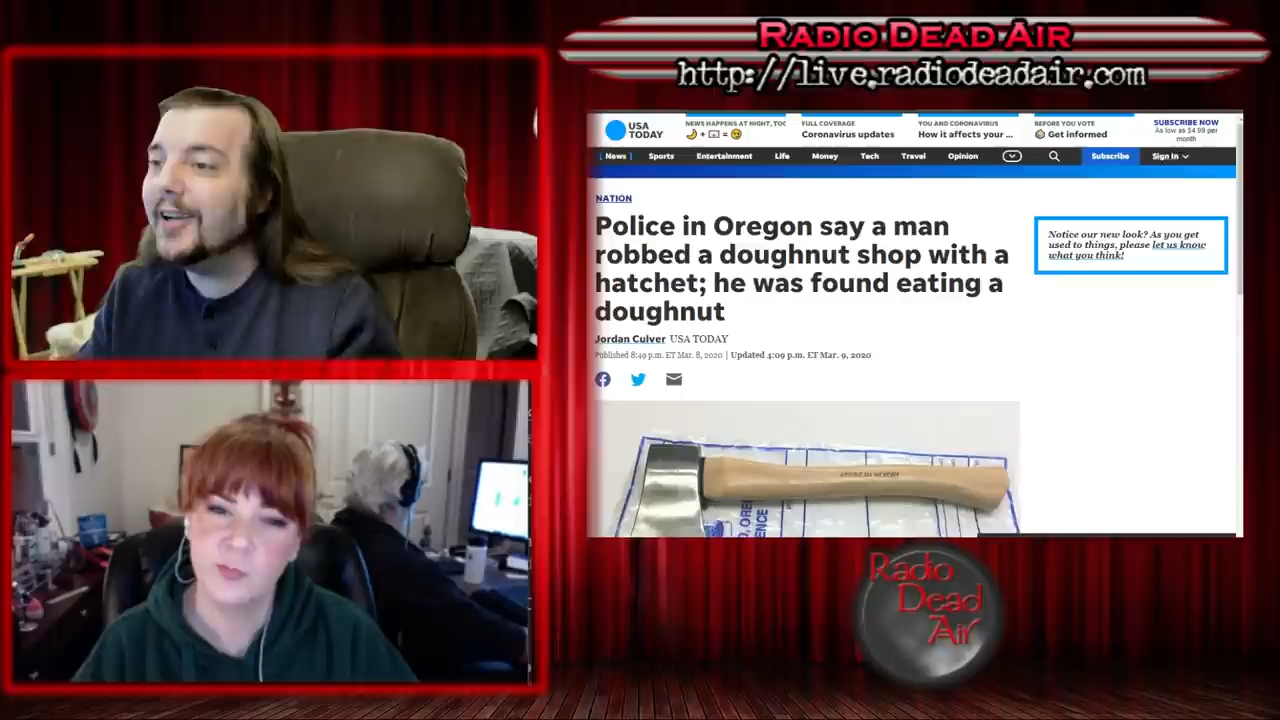 RADIO DEAD AIR
http://live.radiodeadair.com
USA
TODAY
NEWS HAPPENS AT NIGHT, TOO
FULL COVERAGE
Coronavirus updates
YOU AND CORONAVIRUS
How it affects your ...
BEFORE YOU VOTE
Get informed
SUBSCRIBE NOW
As low as $4.99 per
month
News
Sports
Entertainment
Life
Money
Tech
Travel
Opinion
Subscribe
Sign In
NATION
Police in Oregon say a man
robbed a doughnut shop with a
hatchet; he was found eating a
doughnut
Jordan Culver USA TODAY
Published 8:49 p.m. ET Mar. 8, 2020 | Updated 4:09 p.m. ET Mar. 9, 2020
Notice our new look? As you get
used to things, please let us know
what you think!
AMERICAN HICKORY
Radio
Dead
Air